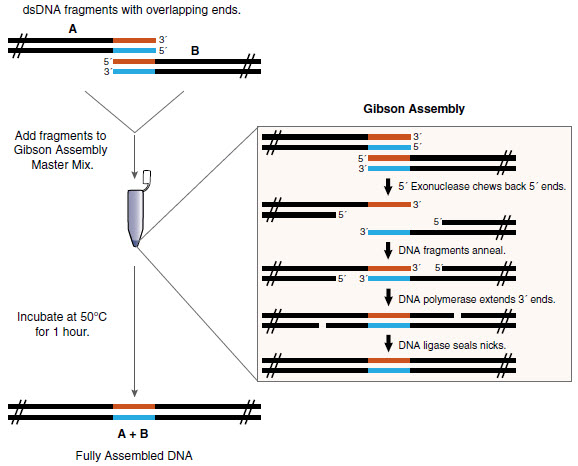 dsDNA fragments with overlapping ends.
A
3´
5´
B
5´
3´
Add fragments to
Gibson Assembly
Master Mix.
Incubate at 50°C
for 1 hour.
A + B
Fully Assembled DNA
Gibson Assembly
3´
5´
5´
3´
5´ Exonuclease chews back 5´ ends.
3´
5´
5´
3´
DNA fragments anneal.
3´ 5´
5´ 3´
DNA polymerase extends 3´ ends.
DNA ligase seals nicks.